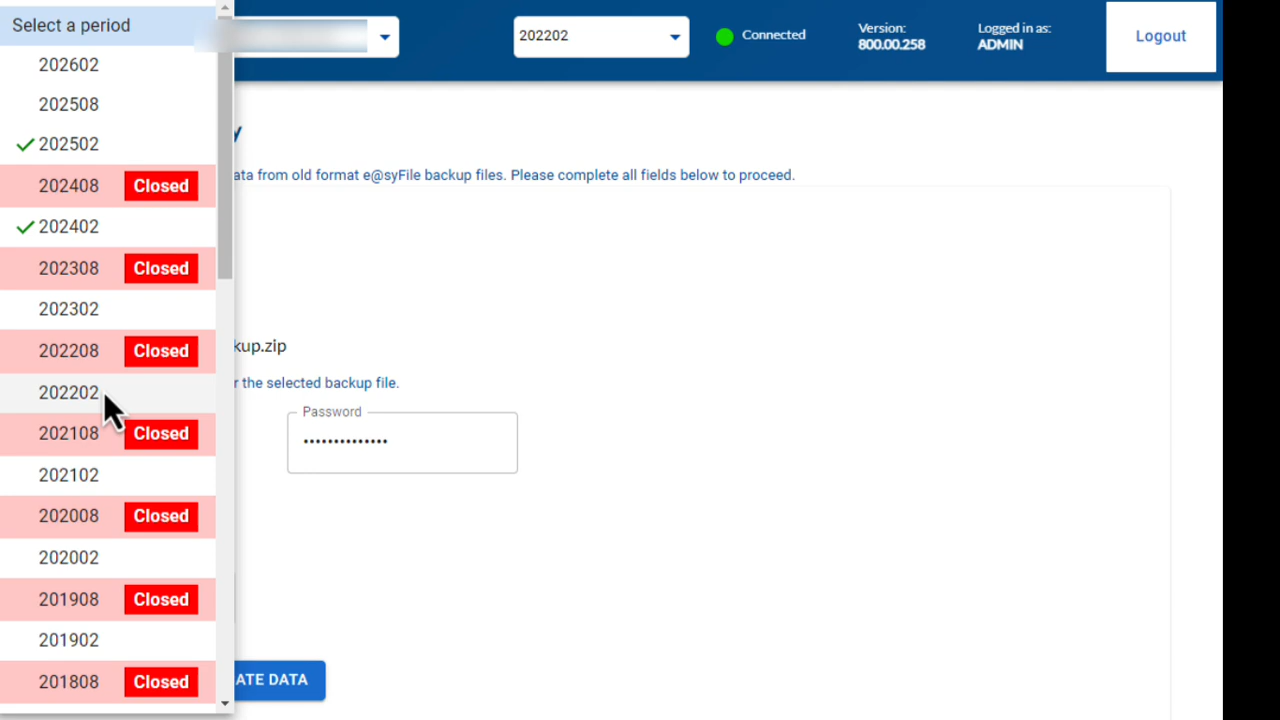 Select a period
202602
202508
202502
202408 Closed
202402
202308 Closed
202302
202208 Closed
202202
202108 Closed
202102
202008 Closed
202002
201908 Closed
201902
201808 Closed
202202
Connected
Version:
800.00.258
Logged in as:
ADMIN
Logout
y
ata from old format e@syFile backup files. Please complete all fields below to proceed.
kup.zip
r the selected backup file.
Password
••••••••••••••
ATE DATA